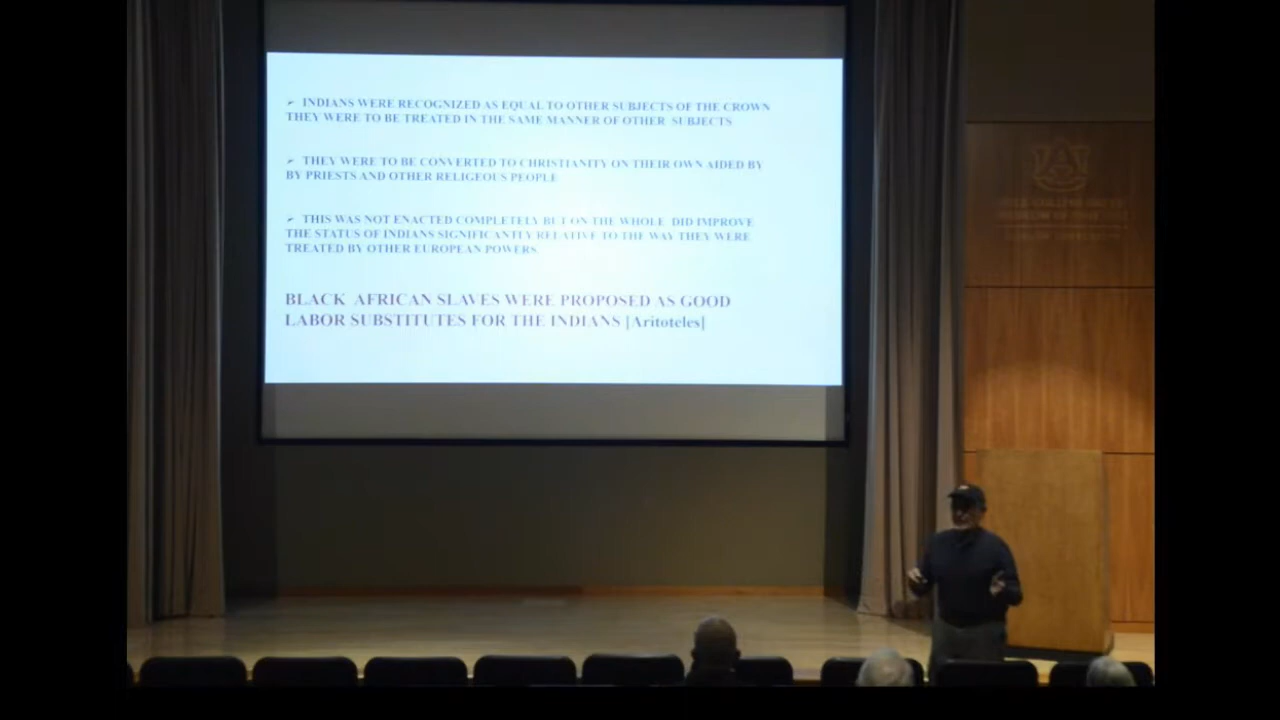 ➢ INDIANS WERE RECOGNIZED AS EQUAL TO OTHER SUBJECTS OF THE CROWN
THEY WERE TO BE TREATED IN THE SAME MANNER OF OTHER SUBJECTS
➢ THEY WERE TO BE CONVERTED TO CHRISTIANITY ON THEIR OWN AIDED BY
BY PRIESTS AND OTHER RELIGEOUS PEOPLE
➢ THIS WAS NOT ENACTED COMPLETELY BUT ON THE WHOLE DID IMPROVE
THE STATUS OF INDIANS SIGNIFICANTLY RELATIVE TO THE WAY THEY WERE
TREATED BY OTHER EUROPEAN POWERS
BLACK AFRICAN SLAVES WERE PROPOSED AS GOOD
LABOR SUBSTITUTES FOR THE INDIANS [Aritoteles]